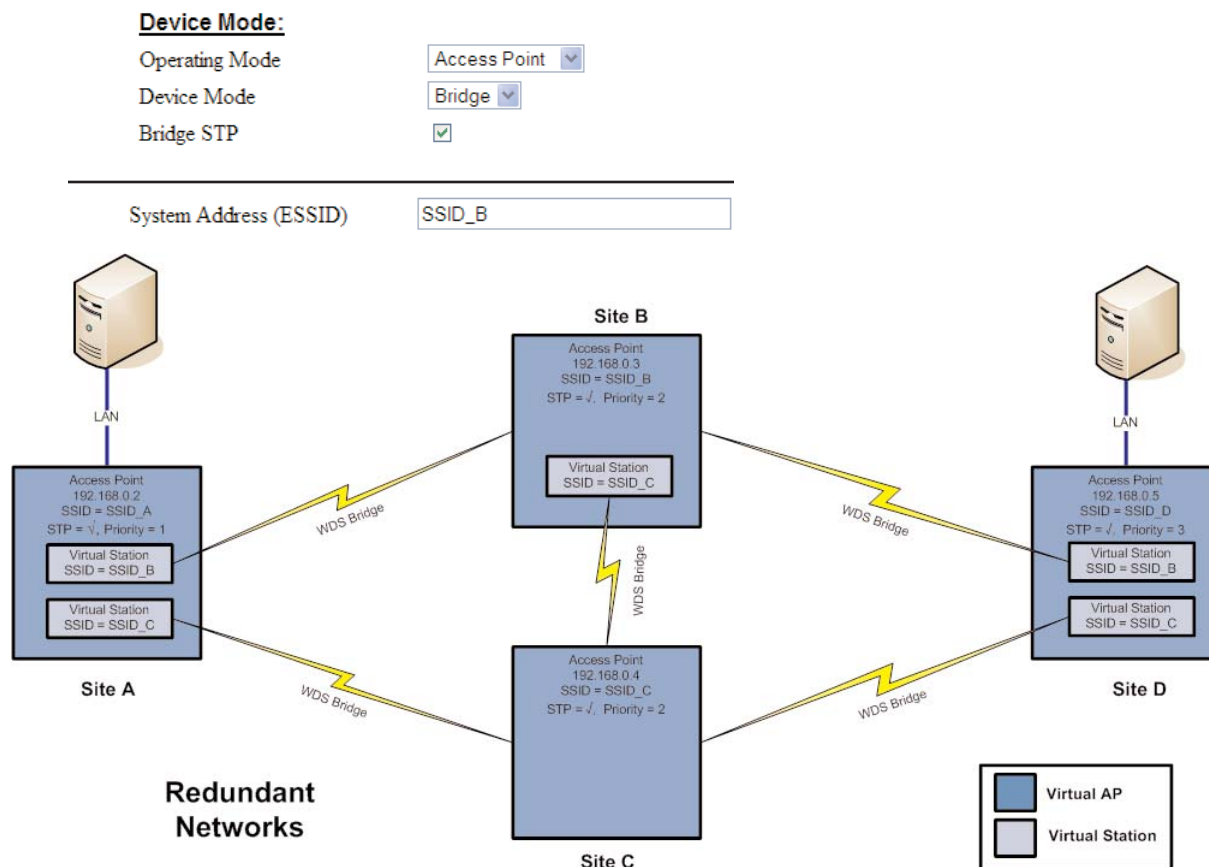 Device Mode:
Operating Mode
Access Point
Device Mode
Bridge
Bridge STP
System Address (ESSID)
SSID_B
LAN
Access Point
192.168.0.2
SSID = SSID_A
STP = √, Priority = 1
Virtual Station
SSID = SSID_B
Virtual Station
SSID = SSID_C
Site A
WDS Bridge
WDS Bridge
Site B
Access Point
192.168.0.3
SSID = SSID_B
STP = √, Priority = 2
Virtual Station
SSID = SSID_C
WDS Bridge
Access Point
192.168.0.4
SSID = SSID_C
STP = √, Priority = 2
Site C
WDS Bridge
WDS Bridge
LAN
Access Point
192.168.0.5
SSID = SSID_D
STP = √, Priority = 3
Virtual Station
SSID = SSID_B
Virtual Station
SSID = SSID_C
Site D
Redundant
Networks
Virtual AP
Virtual Station